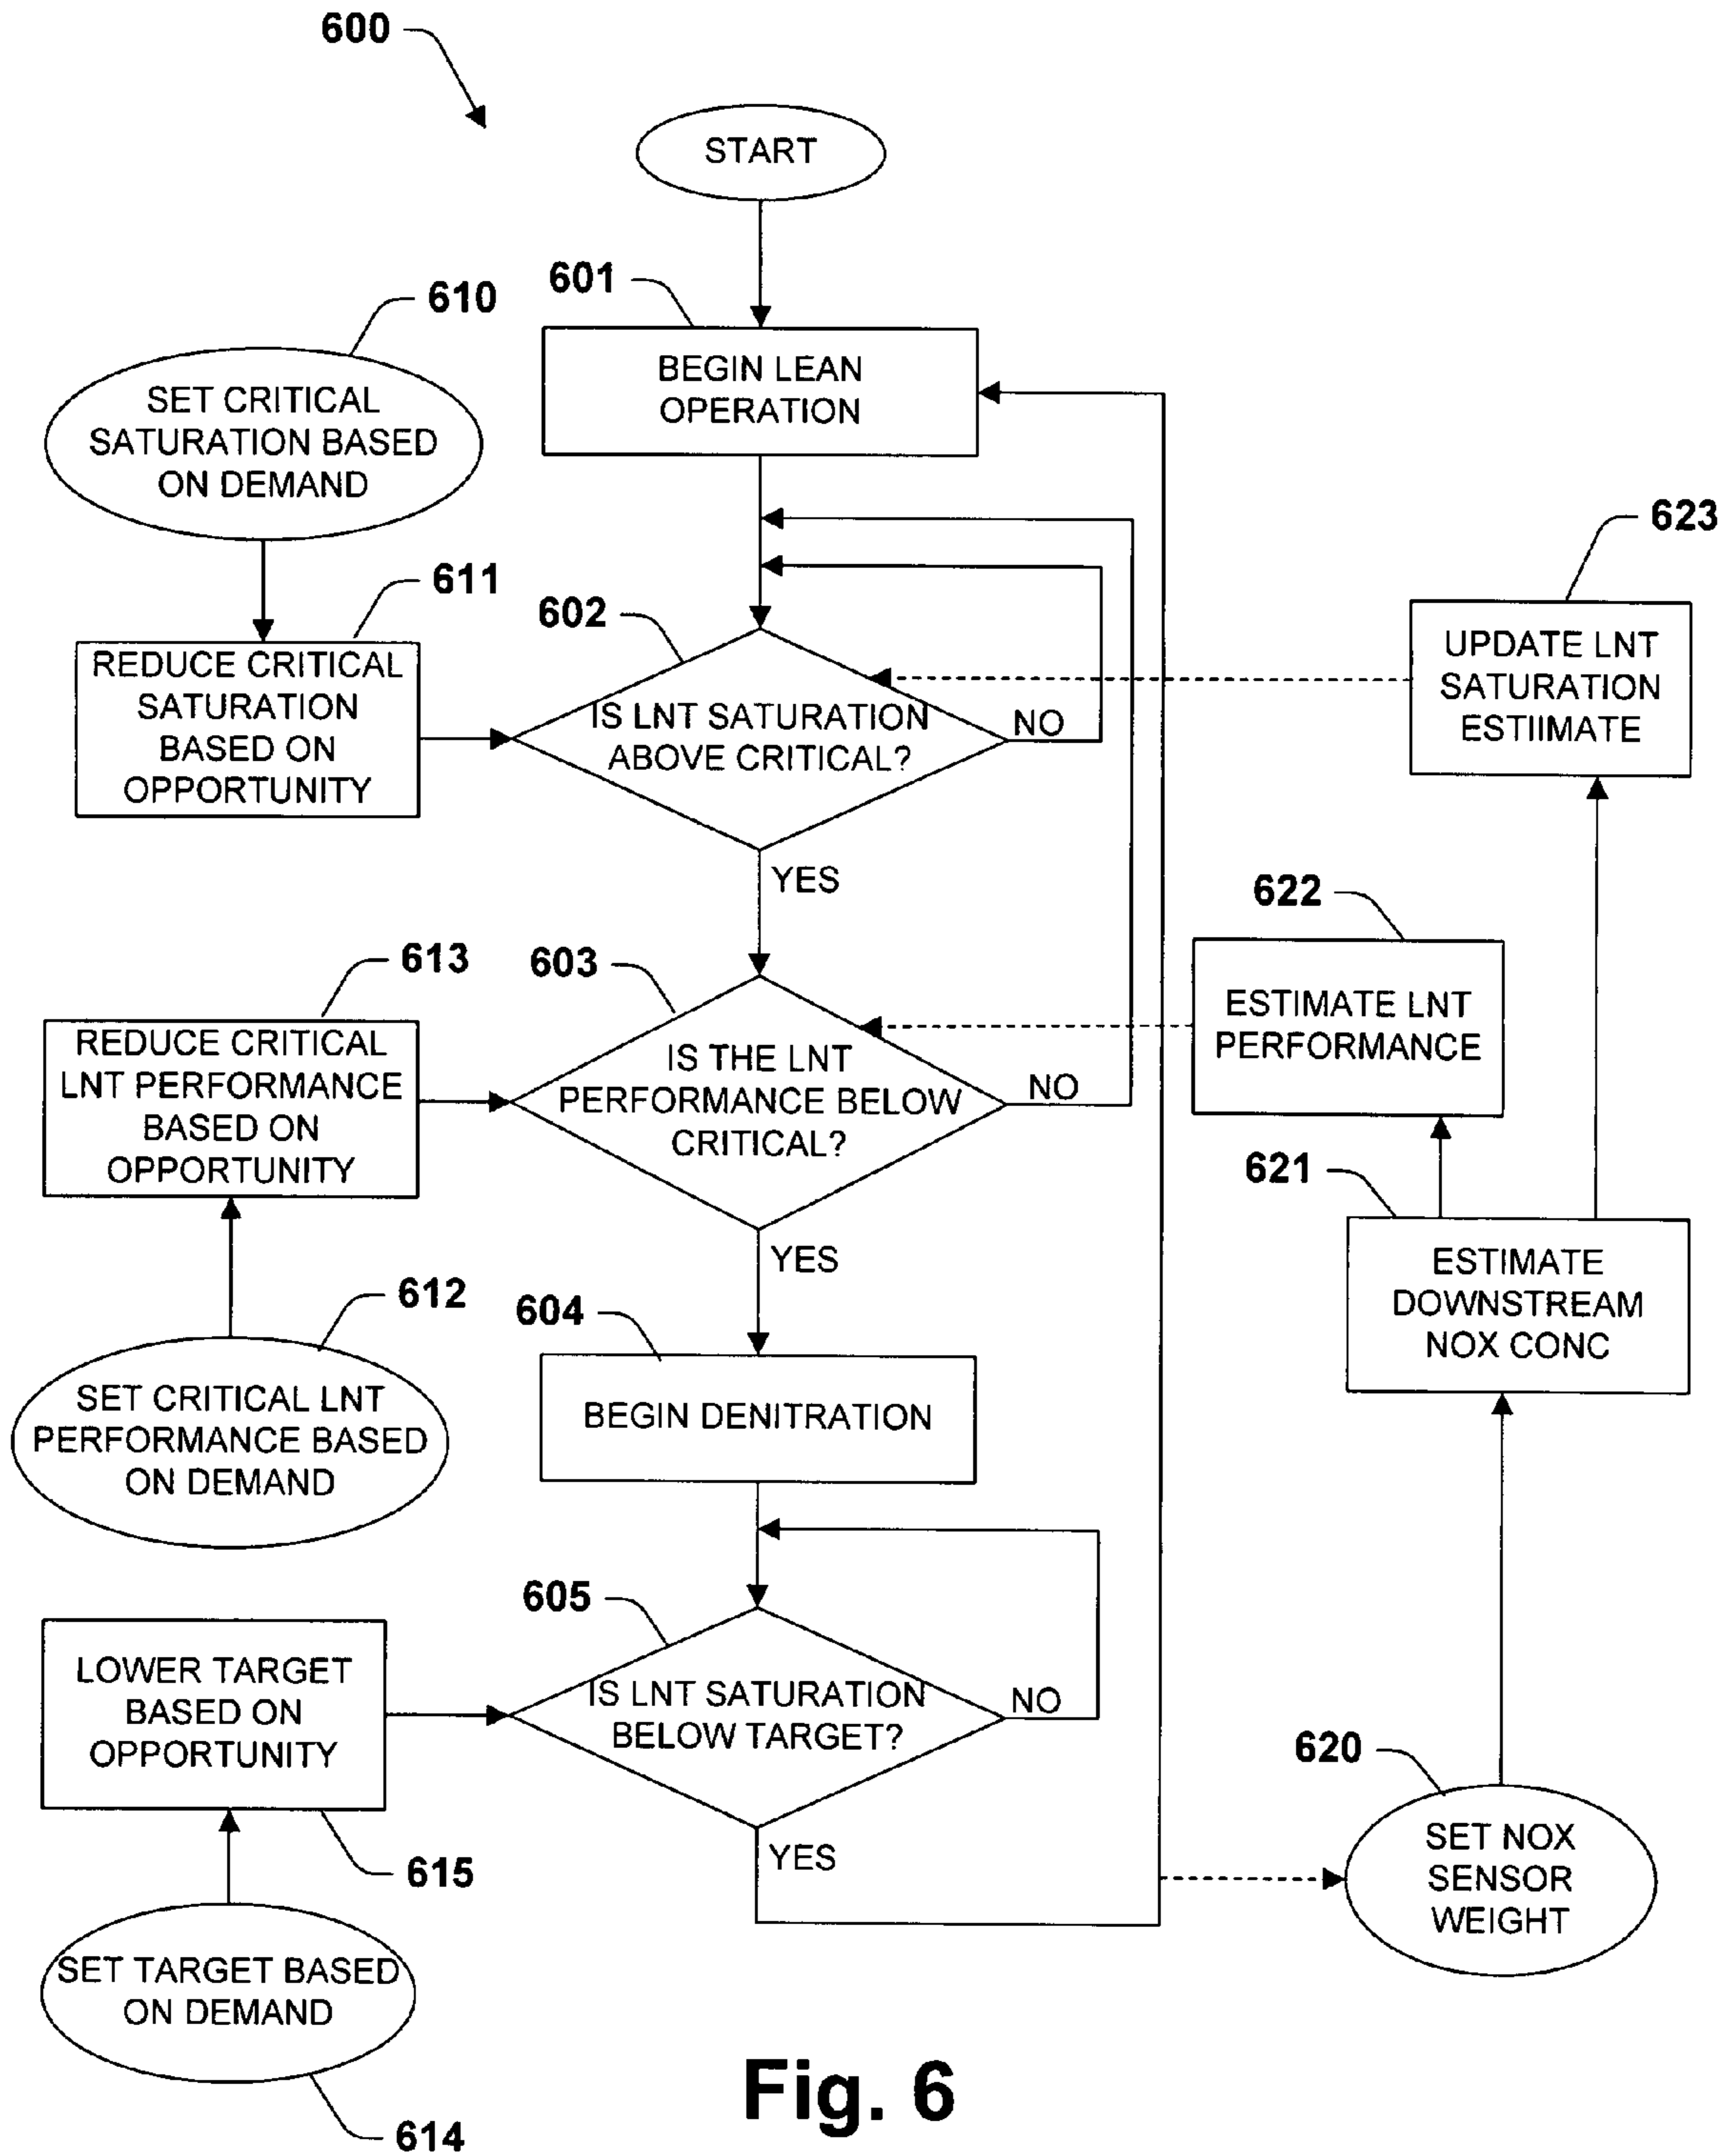 600
START
601
BEGIN LEAN
OPERATION
610
SET CRITICAL
SATURATION BASED
ON DEMAND
611
REDUCE CRITICAL
SATURATION
BASED ON
OPPORTUNITY
602
IS LNT SATURATION
ABOVE CRITICAL?
NO
YES
623
UPDATE LNT
SATURATION
ESTIIMATE
613
REDUCE CRITICAL
LNT PERFORMANCE
BASED ON
OPPORTUNITY
603
IS THE LNT
PERFORMANCE BELOW
CRITICAL?
NO
YES
622
ESTIMATE LNT
PERFORMANCE
621
ESTIMATE
DOWNSTREAM
NOX CONC
612
SET CRITICAL LNT
PERFORMANCE BASED
ON DEMAND
604
BEGIN DENITRATION
605
IS LNT SATURATION
BELOW TARGET?
NO
YES
LOWER TARGET
BASED ON
OPPORTUNITY
615
620
SET NOX
SENSOR
WEIGHT
SET TARGET BASED
ON DEMAND
614
Fig. 6